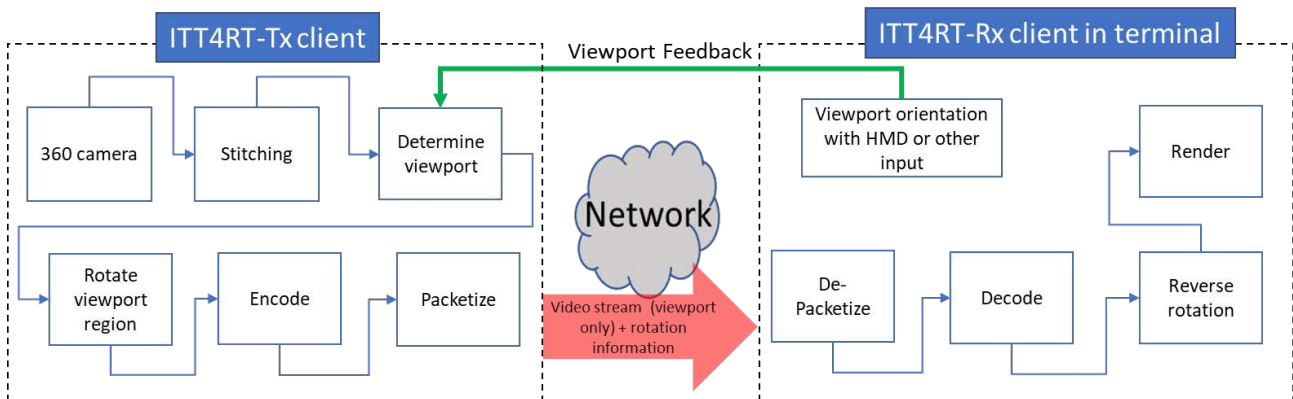 ITT4RT-Tx client
Viewport Feedback
ITT4RT-Rx client in terminal
360 camera
Stitching
Determine
viewport
Viewport orientation
with HMD or other
input
Render
Network
Rotate
viewport
region
Encode
Packetize
Video stream (viewport
only) + rotation
information
De-
Packetize
Decode
Reverse
rotation